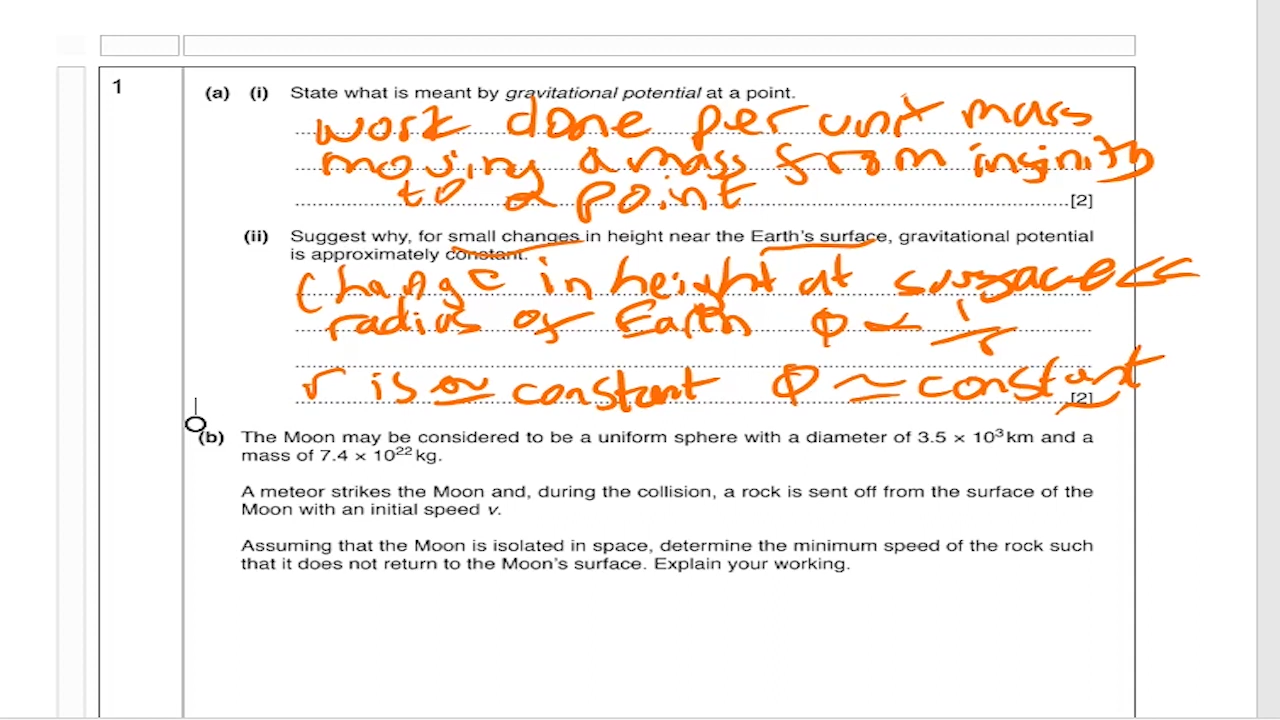 1
(a) (i) State what is meant by gravitational potential at a point.
work done per unit mass
moving a mass from infinity
to a point
[2]
(ii) Suggest why, for small changes in height near the Earth's surface, gravitational potential
is approximately constant.
Change in height at surface <<
radius of Earth φ ∝ 1/r
r is ≃ constant φ ≃ constant
[2]
(b) The Moon may be considered to be a uniform sphere with a diameter of 3.5 × 10³ km and a
mass of 7.4 × 10²² kg.
A meteor strikes the Moon and, during the collision, a rock is sent off from the surface of the
Moon with an initial speed v.
Assuming that the Moon is isolated in space, determine the minimum speed of the rock such
that it does not return to the Moon's surface. Explain your working.